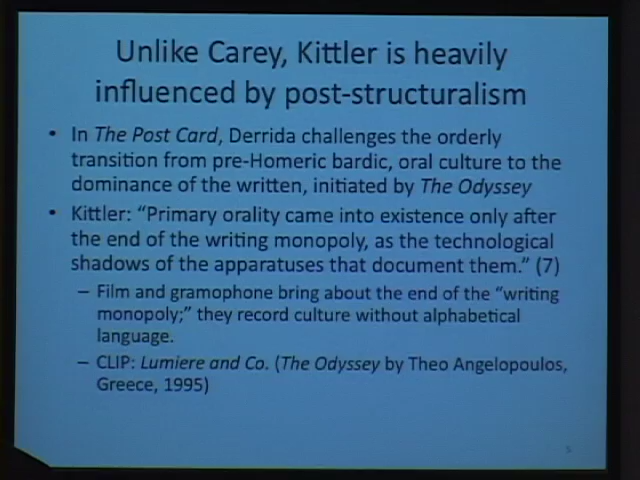 Unlike Carey, Kittler is heavily
influenced by post-structuralism
• In The Post Card, Derrida challenges the orderly
transition from pre-Homeric bardic, oral culture to the
dominance of the written, initiated by The Odyssey
• Kittler: “Primary orality came into existence only after
the end of the writing monopoly, as the technological
shadows of the apparatuses that document them.” (7)
– Film and gramophone bring about the end of the “writing
monopoly;” they record culture without alphabetical
language.
– CLIP: Lumiere and Co. (The Odyssey by Theo Angelopoulos,
Greece, 1995)